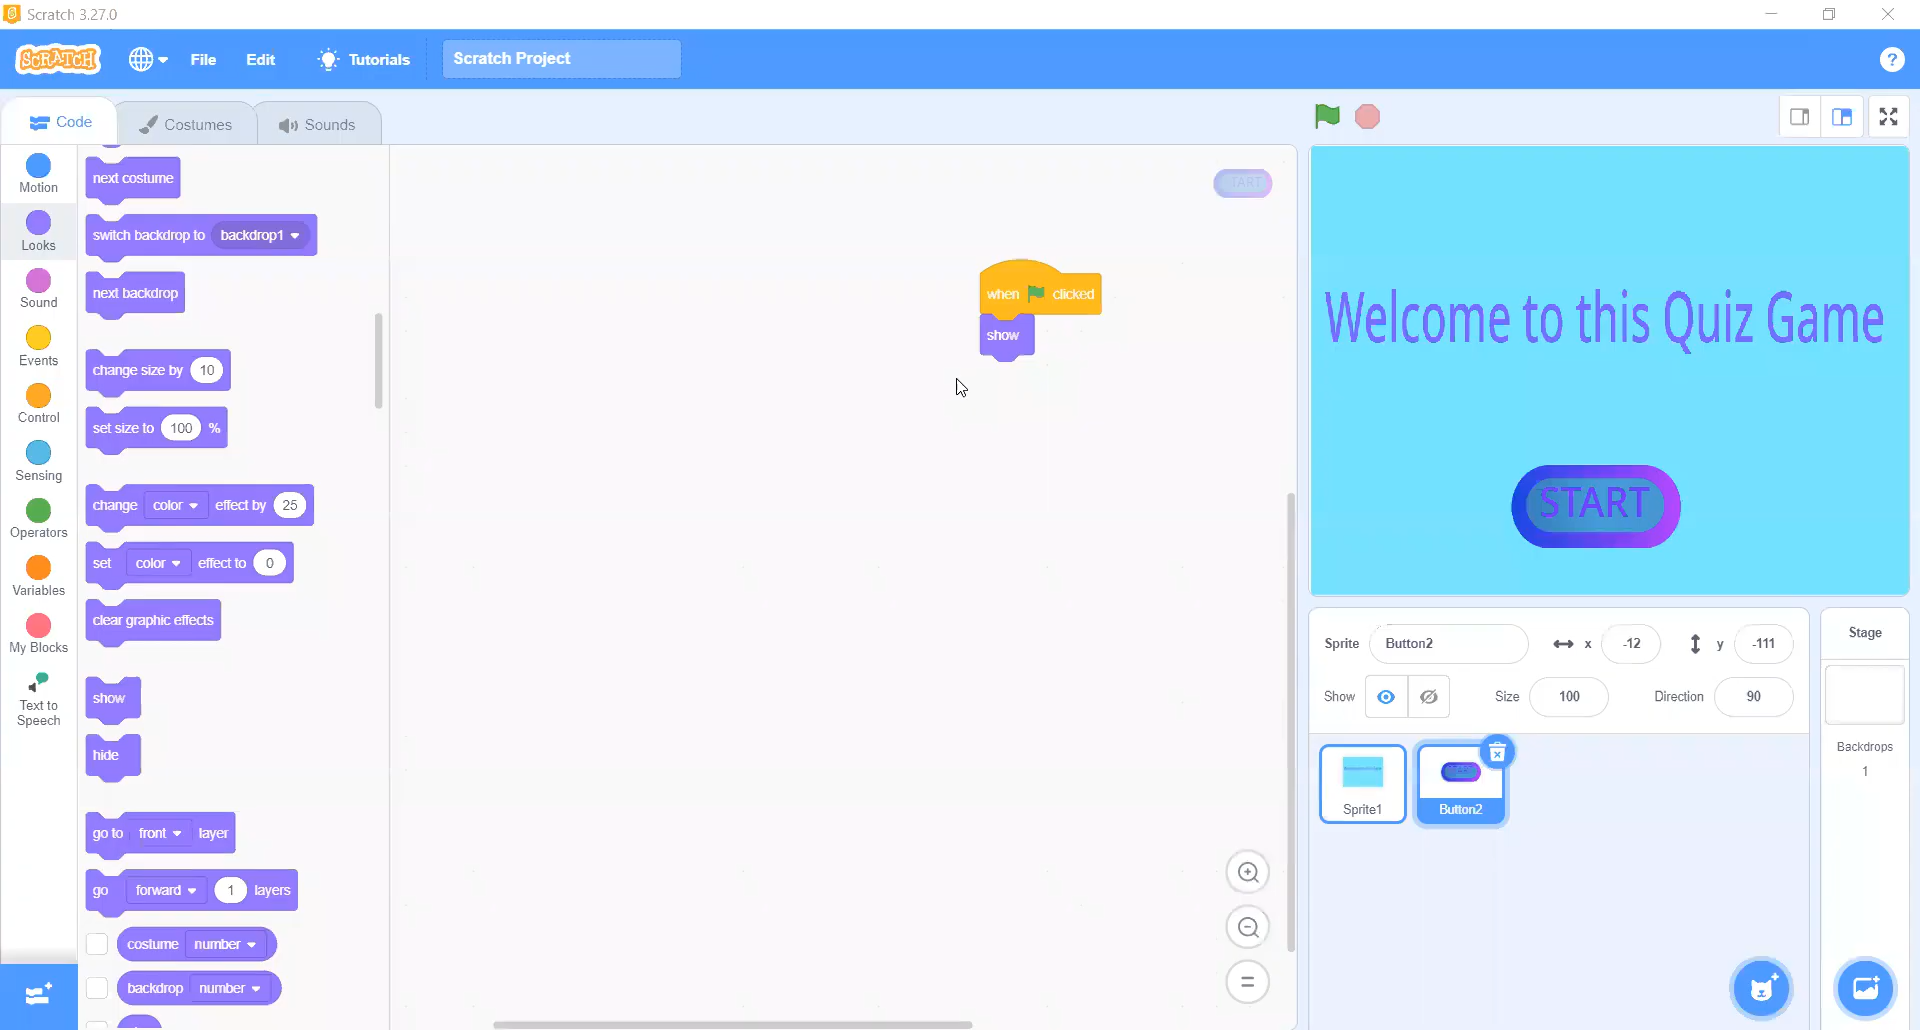 Scratch 3.27.0
SCRATCH File Edit Tutorials Scratch Project ?
Code Costumes Sounds
Motion
Looks
Sound
Events
Control
Sensing
Operators
Variables
My Blocks
Text to
Speech
next costume
switch backdrop to backdrop1
next backdrop
change size by 10
set size to 100 %
change color effect by 25
set color effect to 0
clear graphic effects
show
hide
go to front layer
go forward 1 layers
costume number
backdrop number
START
when clicked
show
Welcome to this Quiz Game
START
Sprite Button2 x -12 y -111
Show Size 100 Direction 90
Sprite1
Button2
Stage
Backdrops
1